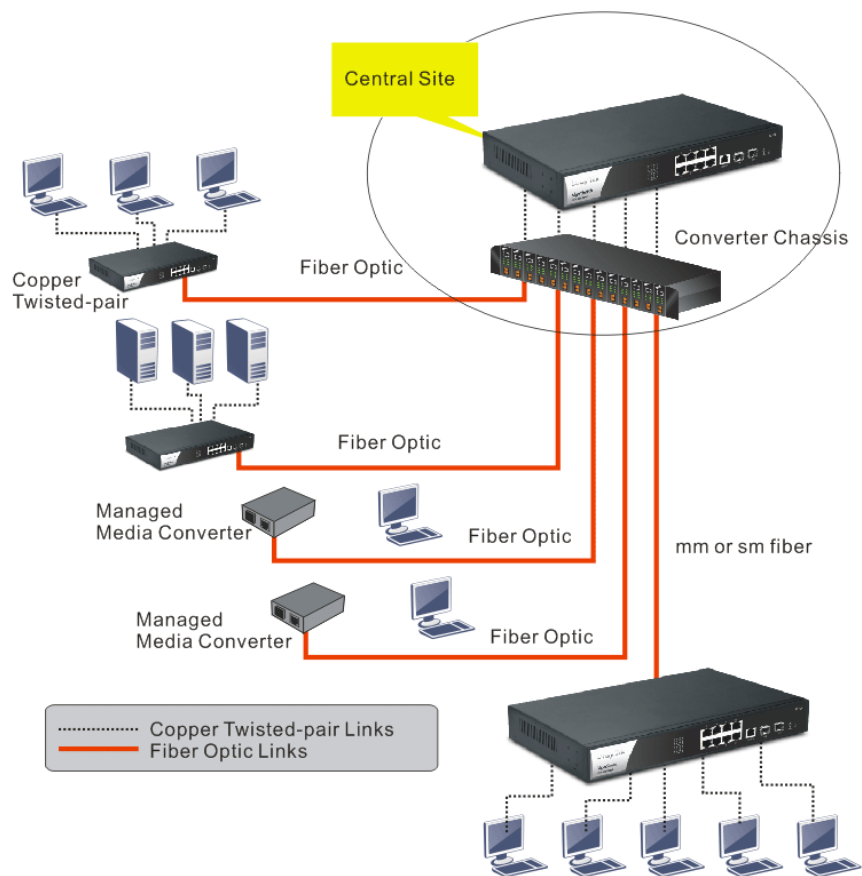 Central Site
Converter Chassis
Fiber Optic
Copper
Twisted-pair
Fiber Optic
Managed
Media Converter
Fiber Optic
mm or sm fiber
Managed
Media Converter
Fiber Optic
Copper Twisted-pair Links
Fiber Optic Links